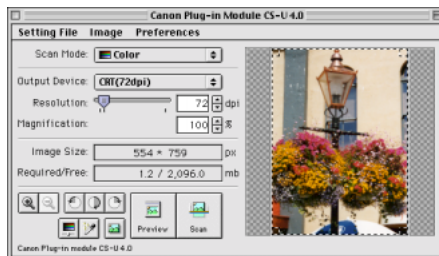 Canon Plug-in Module CS-U 4.0
Setting File Image Preferences
Scan Mode: Color
Output Device: CRT(72dpi)
Resolution: 72 dpi
Magnification: 100 %
Image Size: 554 * 759 px
Required/Free: 1.2 / 2,096.0 mb
Preview Scan
Canon Plug-in module CS-U 4.0